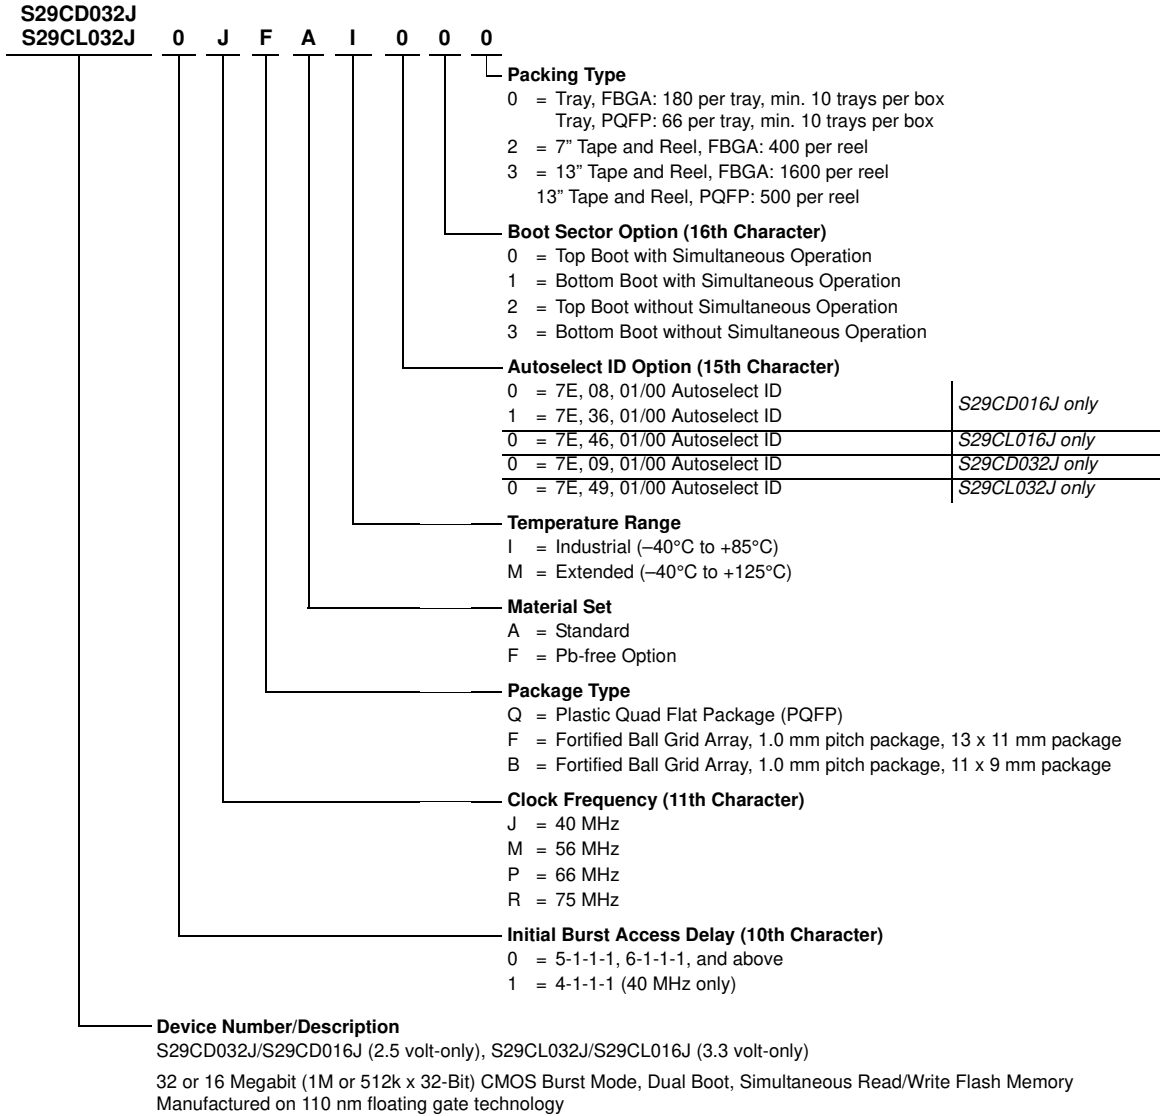 S29CD032J
S29CL032J 0 J F A I 0 0 0
Packing Type
0 = Tray, FBGA: 180 per tray, min. 10 trays per box
Tray, PQFP: 66 per tray, min. 10 trays per box
2 = 7” Tape and Reel, FBGA: 400 per reel
3 = 13” Tape and Reel, FBGA: 1600 per reel
13” Tape and Reel, PQFP: 500 per reel
Boot Sector Option (16th Character)
0 = Top Boot with Simultaneous Operation
1 = Bottom Boot with Simultaneous Operation
2 = Top Boot without Simultaneous Operation
3 = Bottom Boot without Simultaneous Operation
Autoselect ID Option (15th Character)
0 = 7E, 08, 01/00 Autoselect ID
S29CD016J only
1 = 7E, 36, 01/00 Autoselect ID
0 = 7E, 46, 01/00 Autoselect ID S29CL016J only
0 = 7E, 09, 01/00 Autoselect ID S29CD032J only
0 = 7E, 49, 01/00 Autoselect ID S29CL032J only
Temperature Range
I = Industrial (–40°C to +85°C)
M = Extended (–40°C to +125°C)
Material Set
A = Standard
F = Pb-free Option
Package Type
Q = Plastic Quad Flat Package (PQFP)
F = Fortified Ball Grid Array, 1.0 mm pitch package, 13 x 11 mm package
B = Fortified Ball Grid Array, 1.0 mm pitch package, 11 x 9 mm package
Clock Frequency (11th Character)
J = 40 MHz
M = 56 MHz
P = 66 MHz
R = 75 MHz
Initial Burst Access Delay (10th Character)
0 = 5-1-1-1, 6-1-1-1, and above
1 = 4-1-1-1 (40 MHz only)
Device Number/Description
S29CD032J/S29CD016J (2.5 volt-only), S29CL032J/S29CL016J (3.3 volt-only)
32 or 16 Megabit (1M or 512k x 32-Bit) CMOS Burst Mode, Dual Boot, Simultaneous Read/Write Flash Memory
Manufactured on 110 nm floating gate technology